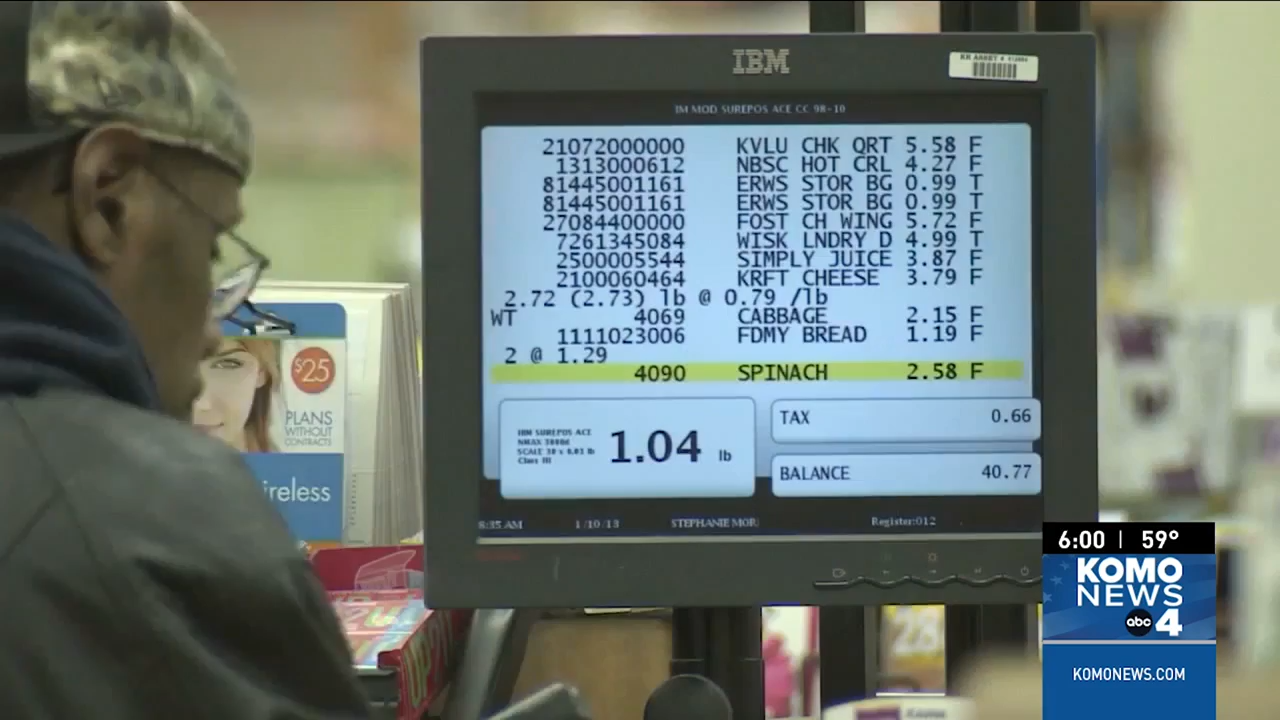 IBM
IM MOD SUREPOS ACE CC 9R-10
21072000000 KVLU CHK QRT 5.58 F
1313000612 NBSC HOT CRL 4.27 F
81445001161 ERWS STOR BG 0.99 T
81445001161 ERWS STOR BG 0.99 T
27084400000 FOST CH WING 5.72 F
7261345084 WISK LNDRY D 4.99 T
2500005544 SIMPLY JUICE 3.87 F
2100060464 KRFT CHEESE 3.79 F
2.72 (2.73) lb @ 0.79 /lb
WT 4069 CABBAGE 2.15 F
1111023006 FDMY BREAD 1.19 F
2 @ 1.29
4090 SPINACH 2.58 F
IBM SUREPOS ACE
Class III
1.04 lb
TAX 0.66
BALANCE 40.77
8:35 AM 1/10/13 STEPHANIE MOR Register:012
$25
PLANS
WITHOUT
CONTRACTS
ireless
6:00 | 59°
KOMO
NEWS
abc 4
KOMONEWS.COM